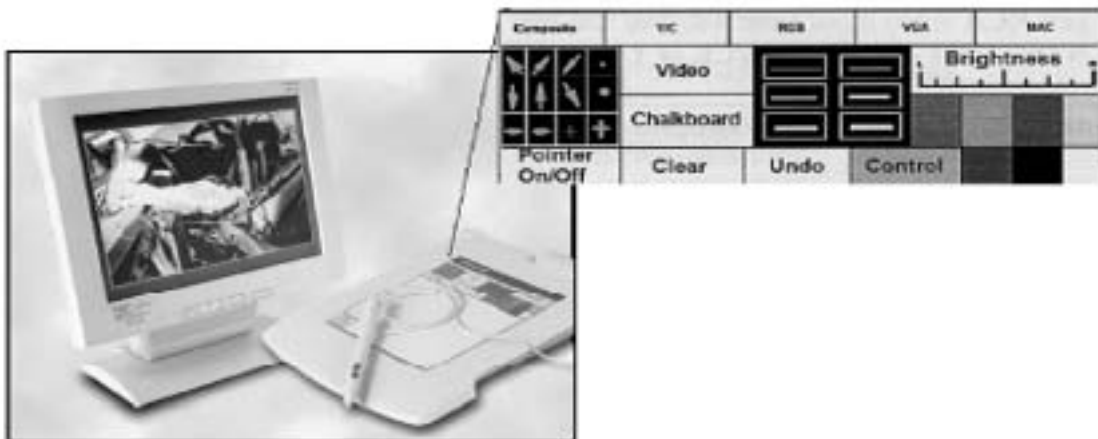 Composite Y/C RGB VGA MAC
Video
Brightness
Chalkboard
Pointer
On/Off
Clear Undo Control